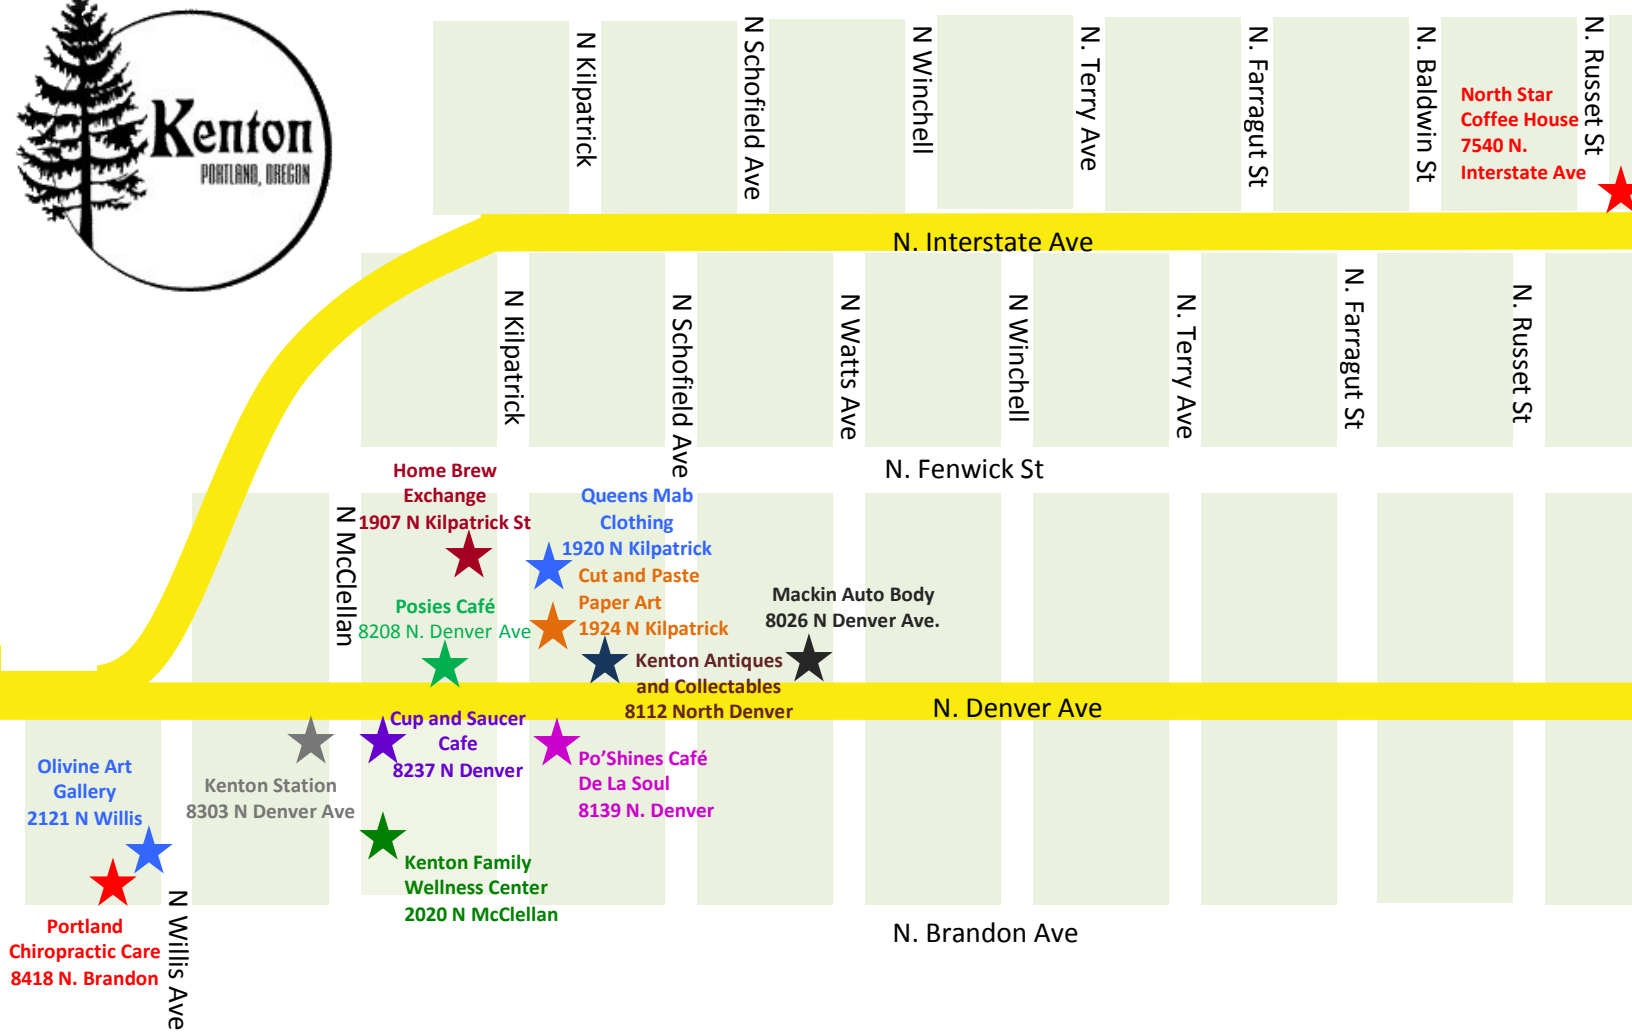 Kenton
PORTLAND, OREGON
N Kilpatrick
N Schofield Ave
N Winchell
N. Terry Ave
N. Farragut St
N. Baldwin St
N. Russet St
North Star
Coffee House
7540 N.
Interstate Ave
N. Interstate Ave
N Kilpatrick
N Schofield Ave
N Watts Ave
N Winchell
N. Terry Ave
N. Farragut St
N. Russet St
N. Fenwick St
N McClellan
Home Brew
Exchange
1907 N Kilpatrick St
Queens Mab
Clothing
1920 N Kilpatrick
Cut and Paste
Paper Art
1924 N Kilpatrick
Posies Café
8208 N. Denver Ave
Mackin Auto Body
8026 N Denver Ave.
Kenton Antiques
and Collectables
8112 North Denver
N. Denver Ave
Cup and Saucer
Cafe
8237 N Denver
Po’Shines Café
De La Soul
8139 N. Denver
Kenton Station
8303 N Denver Ave
Olivine Art
Gallery
2121 N Willis
Kenton Family
Wellness Center
2020 N McClellan
Portland
Chiropractic Care
8418 N. Brandon
N Willis Ave
N. Brandon Ave